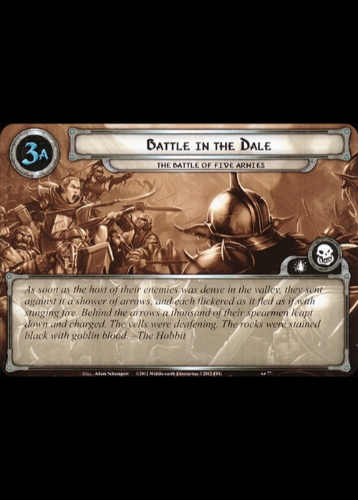 3A
BATTLE IN THE DALE
THE BATTLE OF FIVE ARMIES
As soon as the host of their enemies was dense in the valley, they sent
against it a shower of arrows, and each flickered as it fled as if with
stinging fire. Behind the arrows a thousand of their spearmen leapt
down and charged. The yells were deafening. The rocks were stained
black with goblin blood. –The Hobbit
Illus. Adam Schumpert ©2012 Middle-earth Enterprises ©2012 FFG